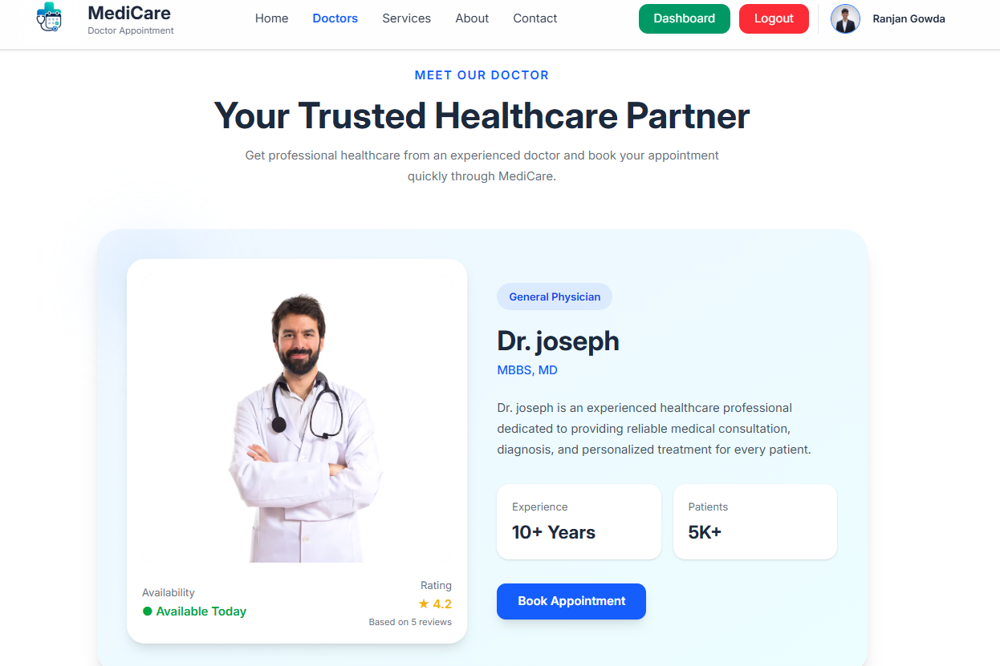 MediCare
Doctor Appointment
Home
Doctors
Services
About
Contact
Dashboard
Logout
Ranjan Gowda
MEET OUR DOCTOR
Your Trusted Healthcare Partner
Get professional healthcare from an experienced doctor and book your appointment
quickly through MediCare.
General Physician
Dr. joseph
MBBS, MD
Dr. joseph is an experienced healthcare professional
dedicated to providing reliable medical consultation,
diagnosis, and personalized treatment for every patient.
Experience
10+ Years
Patients
5K+
Book Appointment
Availability
● Available Today
Rating
★ 4.2
Based on 5 reviews